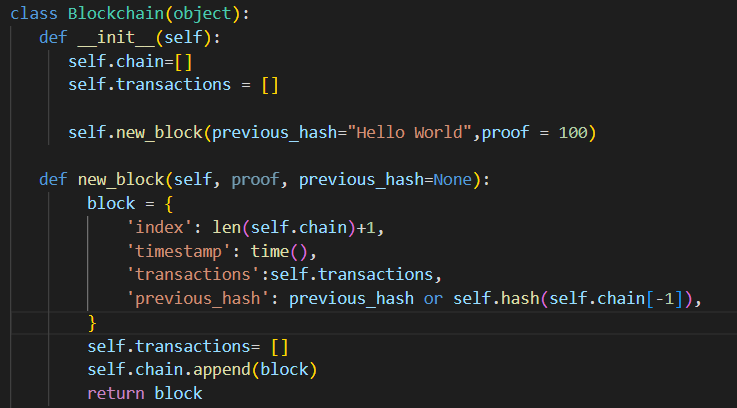 class Blockchain(object):
def __init__(self):
self.chain=[]
self.transactions = []
self.new_block(previous_hash="Hello World",proof = 100)
def new_block(self, proof, previous_hash=None):
block = {
'index': len(self.chain)+1,
'timestamp': time(),
'transactions':self.transactions,
'previous_hash': previous_hash or self.hash(self.chain[-1]),
}
self.transactions= []
self.chain.append(block)
return block